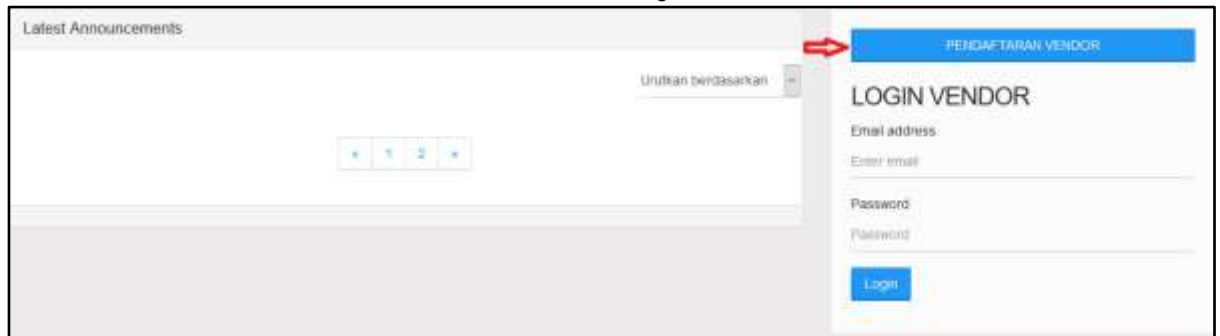 Latest Announcements
Urutkan berdasarkan
« 1 2 »
PENDAFTARAN VENDOR
LOGIN VENDOR
Email address
Enter email
Password
Password
Login